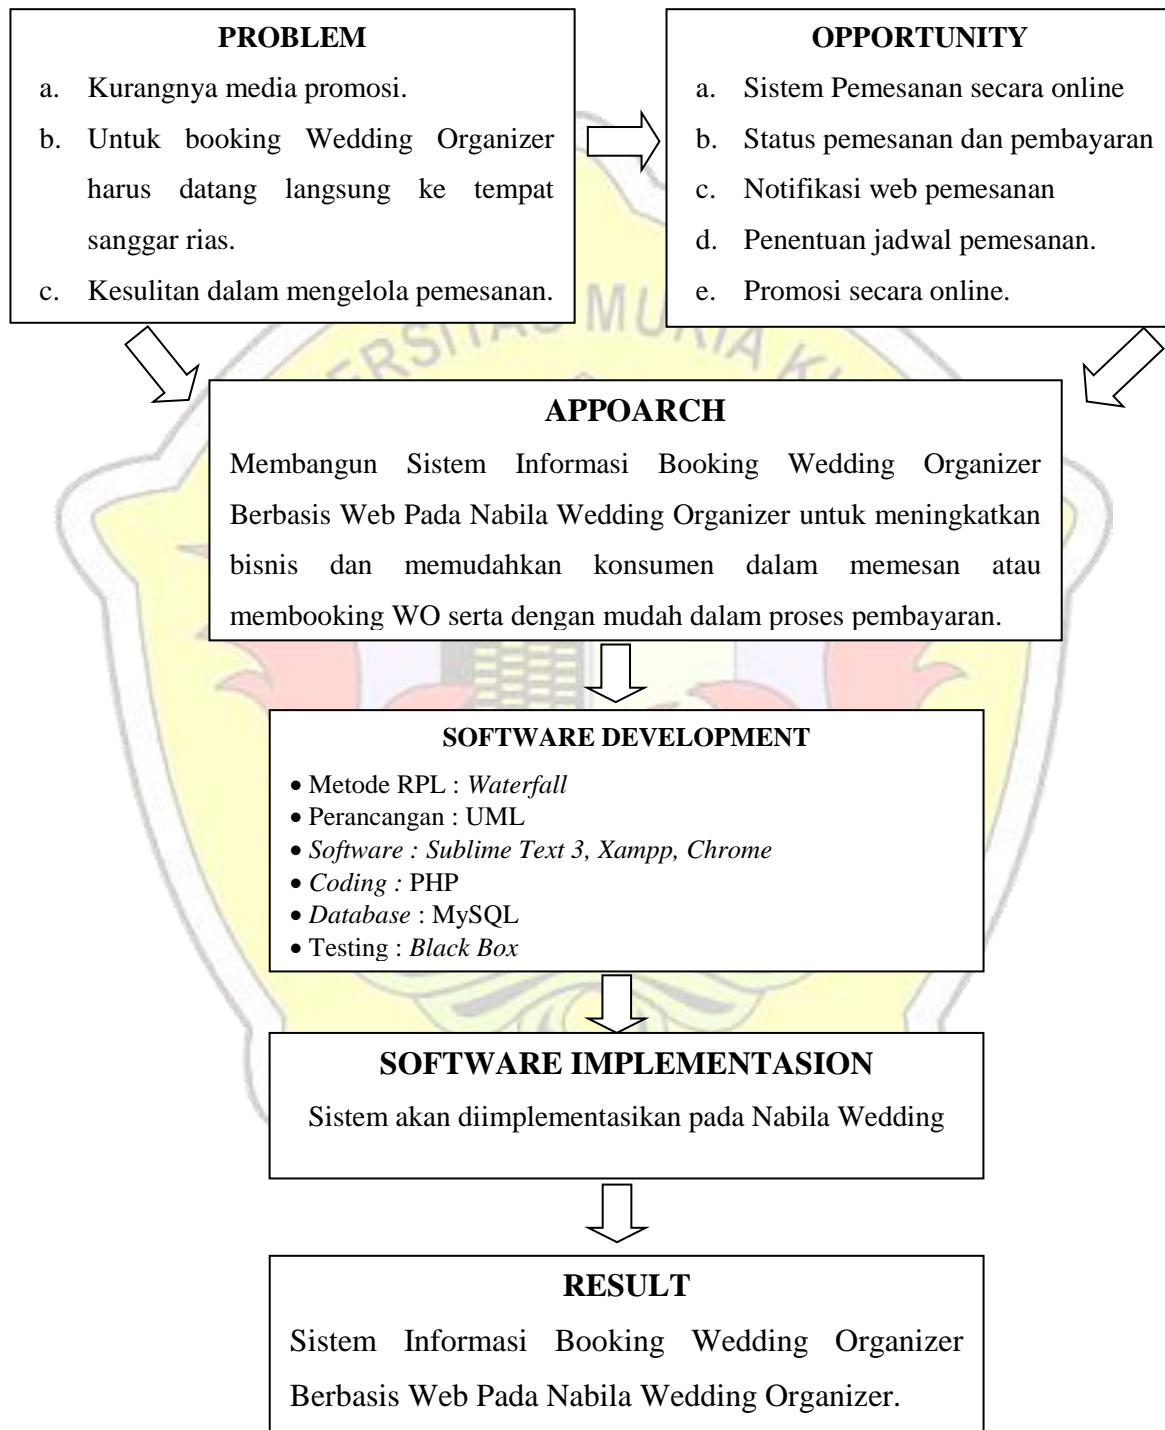 PROBLEM
a. Kurangnya media promosi.
b. Untuk booking Wedding Organizer
harus datang langsung ke tempat
sanggar rias.
c. Kesulitan dalam mengelola pemesanan.
OPPORTUNITY
a. Sistem Pemesanan secara online
b. Status pemesanan dan pembayaran
c. Notifikasi web pemesanan
d. Penentuan jadwal pemesanan.
e. Promosi secara online.
MURIA
APPOARCH
Membangun Sistem Informasi Booking Wedding Organizer
Berbasis Web Pada Nabila Wedding Organizer untuk meningkatkan
bisnis dan memudahkan konsumen dalam memesan atau
membooking WO serta dengan mudah dalam proses pembayaran.
SOFTWARE DEVELOPMENT
• Metode RPL : Waterfall
• Perancangan : UML
• Software : Sublime Text 3, Xampp, Chrome
• Coding : PHP
• Database : MySQL
• Testing : Black Box
SOFTWARE IMPLEMENTASION
Sistem akan diimplementasikan pada Nabila Wedding
RESULT
Sistem Informasi Booking Wedding Organizer
Berbasis Web Pada Nabila Wedding Organizer.